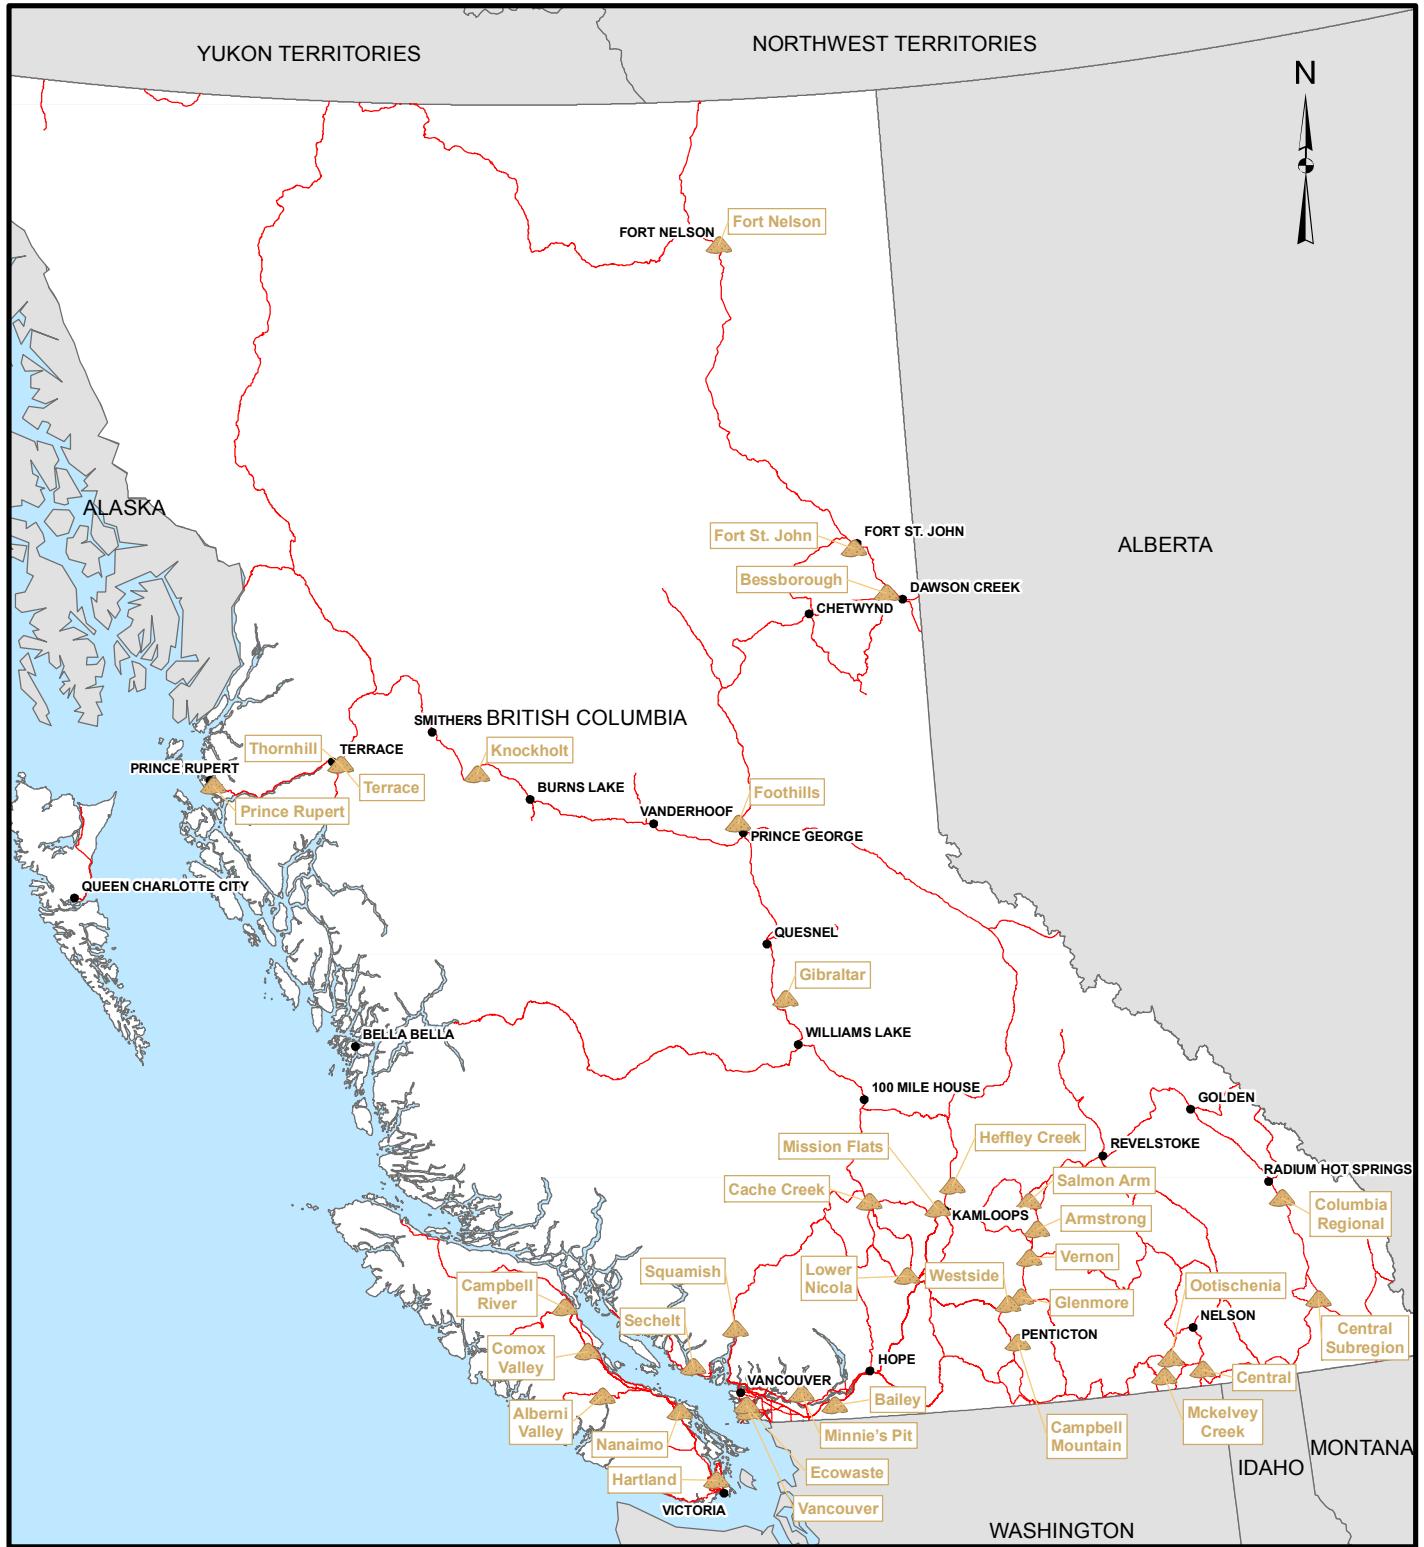 YUKON TERRITORIES
NORTHWEST TERRITORIES
N
Fort Nelson
FORT NELSON
ALASKA
Fort St. John
FORT ST. JOHN
ALBERTA
Bessborough
DAWSON CREEK
CHETWYND
SMITHERS
BRITISH COLUMBIA
Thornhill
TERRACE
Knockholt
PRINCE RUPERT
Terrace
BURNS LAKE
Foothills
Prince Rupert
VANDERHOOF
PRINCE GEORGE
QUEEN CHARLOTTE CITY
QUESNEL
Gibraltar
BELLA BELLA
WILLIAMS LAKE
100 MILE HOUSE
GOLDEN
Mission Flats
Heffley Creek
REVELSTOKE
RADIUM HOT SPRINGS
Cache Creek
Salmon Arm
Columbia
Regional
KAMLOOPS
Armstrong
Squamish
Lower
Nicola
Westside
Vernon
Ootischenia
Campbell
River
Glenmore
NELSON
Sechelt
PENTICTON
Central
Subregion
Comox
Valley
HOPE
VANCOUVER
Central
Bailey
Alberni
Valley
Minnie's Pit
Campbell
Mountain
Mckelvey
Creek
Nanaimo
MONTANA
Hartland
Ecowaste
IDAHO
VICTORIA
Vancouver
WASHINGTON